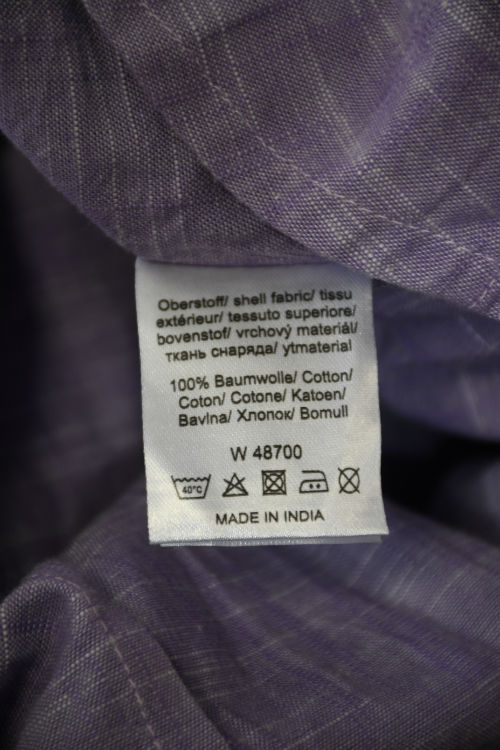 Oberstoff/ shell fabric/ tissu
extérieur/ tessuto superiore/
bovenstof/ vrchový materiál/
ткань снаряда/ ytmaterial
100% Baumwolle/ Cotton/
Coton/ Cotone/ Katoen/
Bavlna/ Хлопок/ Bomull
W 48700
40°C
MADE IN INDIA